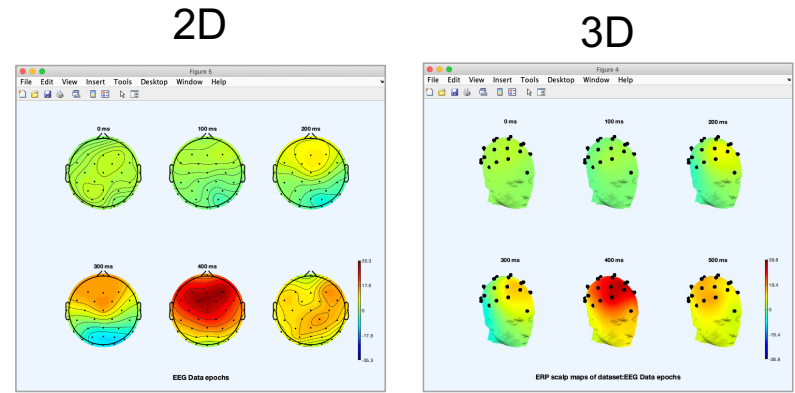 2D
3D
Figure 5
File Edit View Insert Tools Desktop Window Help
0 ms 100 ms 200 ms
300 ms 400 ms
35.3
17.6
0
-17.6
-35.3
EEG Data epochs
Figure 4
File Edit View Insert Tools Desktop Window Help
0 ms 100 ms 200 ms
300 ms 400 ms 500 ms
38.8
19.4
0
-19.4
-38.8
ERP scalp maps of dataset:EEG Data epochs